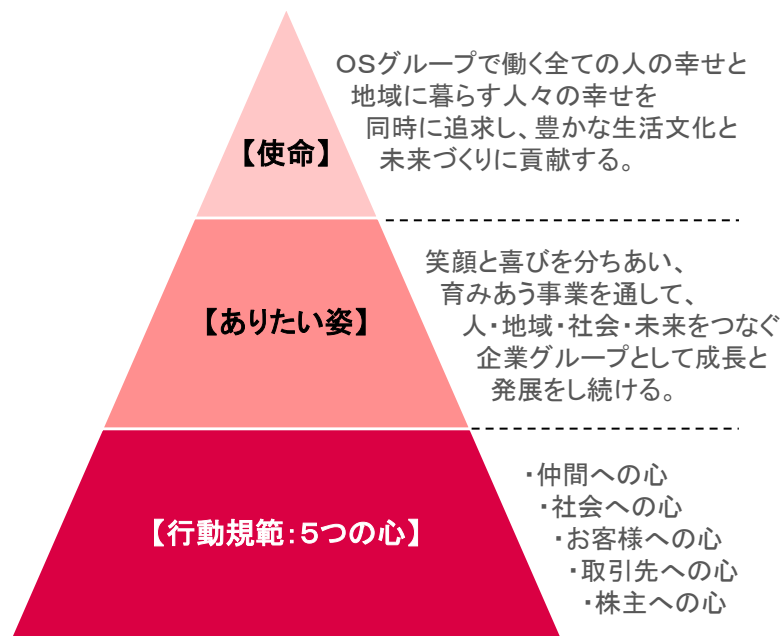 【使命】
OSグループで働く全ての人の幸せと
地域に暮らす人々の幸せを
同時に追求し、豊かな生活文化と
未来づくりに貢献する。
【ありたい姿】
笑顔と喜びを分ちあい、
育みあう事業を通して、
人・地域・社会・未来をつなぐ
企業グループとして成長と
発展をし続ける。
【行動規範：５つの心】
・仲間への心
・社会への心
・お客様への心
・取引先への心
・株主への心